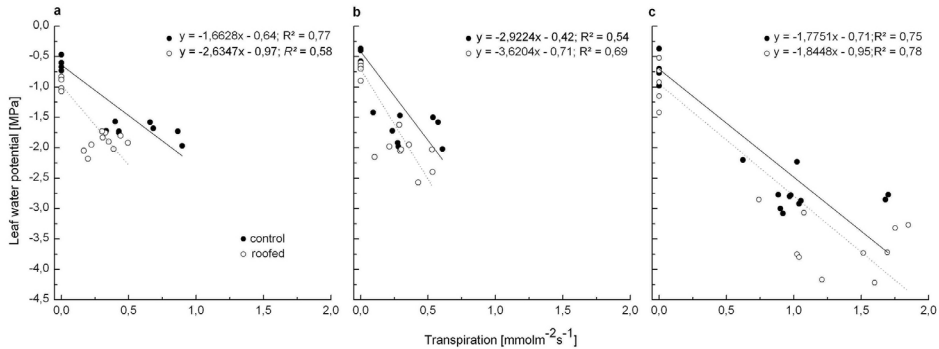 a
b
c
y = -1,6628x - 0,64; R² = 0,77
y = -2,6347x - 0,97; R² = 0,58
y = -2,9224x - 0,42; R² = 0,54
y = -3,6204x - 0,71; R² = 0,69
y = -1,7751x - 0,71;R² = 0,75
y = -1,8448x - 0,95;R² = 0,78
Leaf water potential [MPa]
0,0
-0,5
-1,0
-1,5
-2,0
-2,5
-3,0
-3,5
-4,0
-4,5
control
roofed
0,0 0,5 1,0 1,5 2,0
0,0 0,5 1,0 1,5 2,0
0,0 0,5 1,0 1,5 2,0
Transpiration [mmolm⁻²s⁻¹]